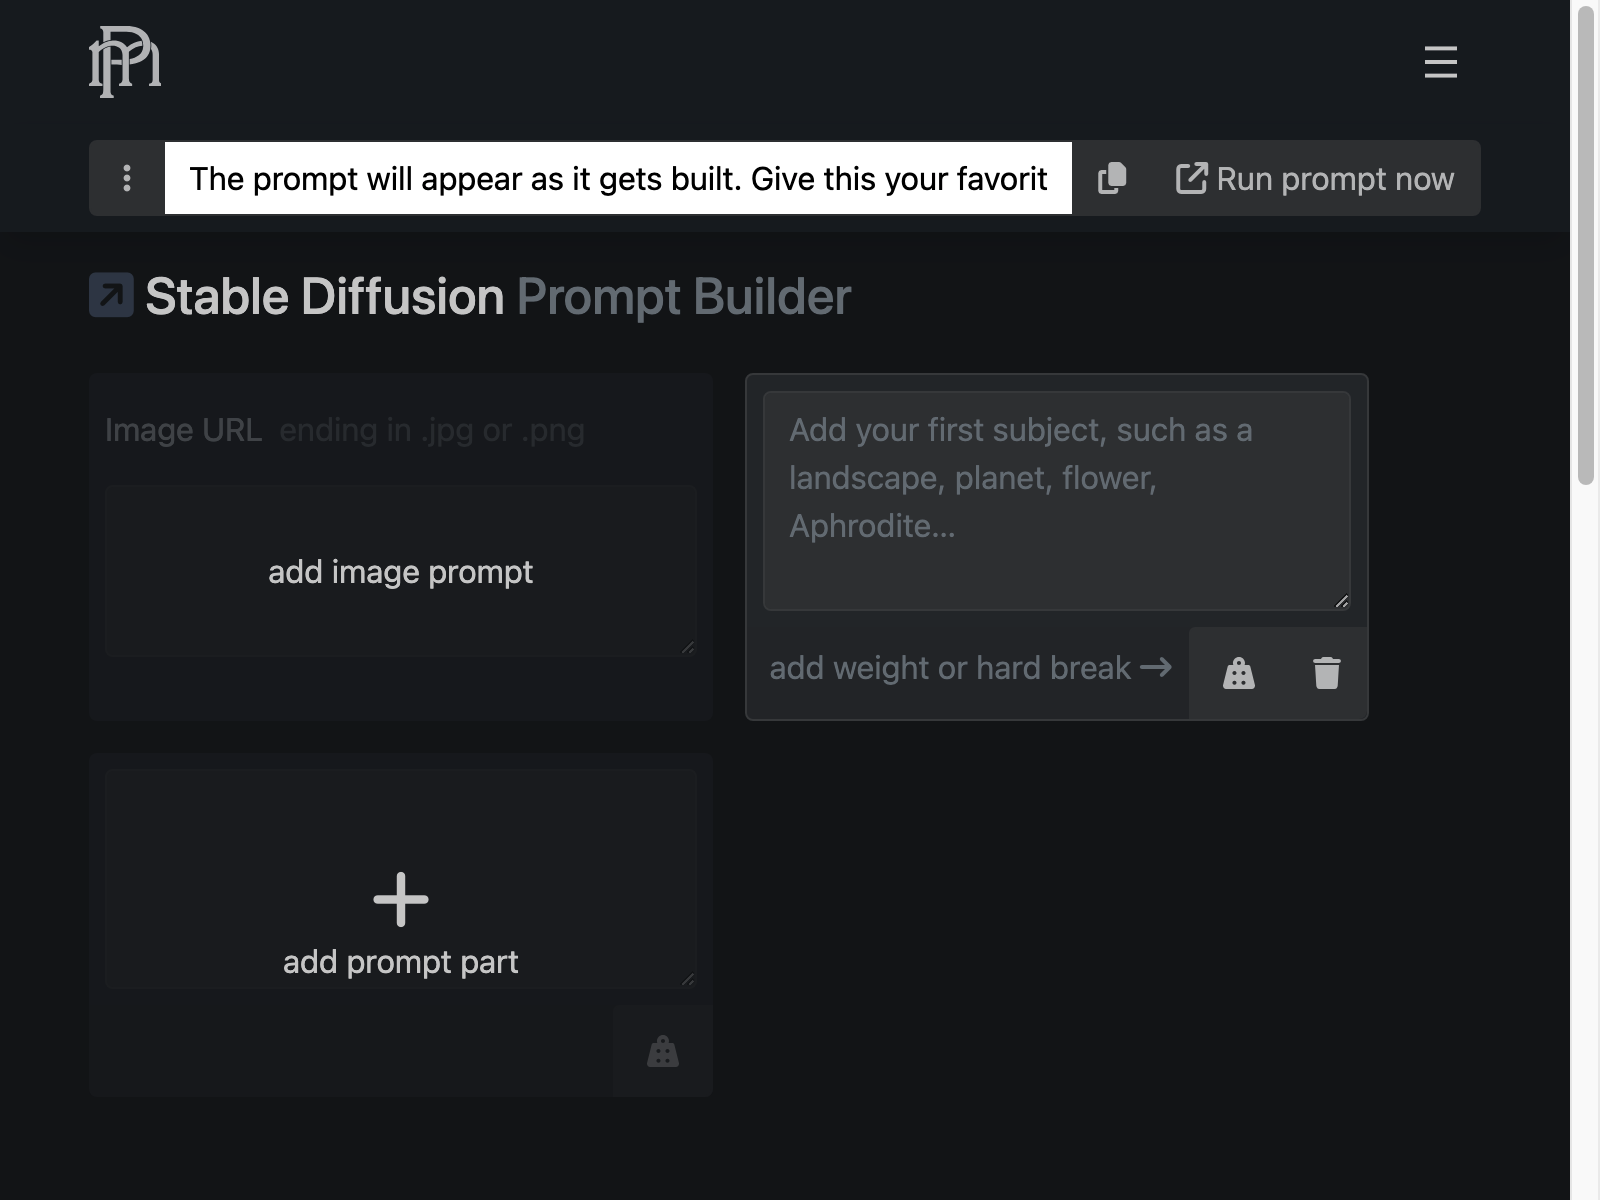 The prompt will appear as it gets built. Give this your favorit
Run prompt now
Stable Diffusion Prompt Builder
Image URL ending in .jpg or .png
add image prompt
Add your first subject, such as a
landscape, planet, flower,
Aphrodite...
add weight or hard break →
add prompt part